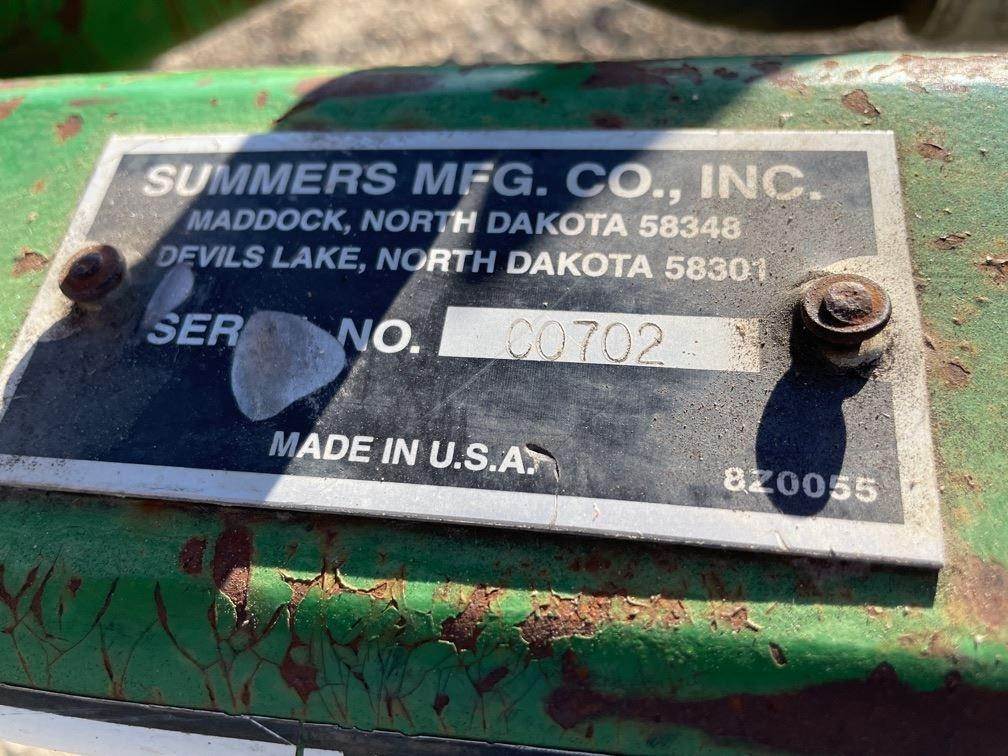 SUMMERS MFG. CO., INC.
MADDOCK, NORTH DAKOTA 58348
DEVILS LAKE, NORTH DAKOTA 58301
NO. C0702
MADE IN U.S.A.
8Z0055